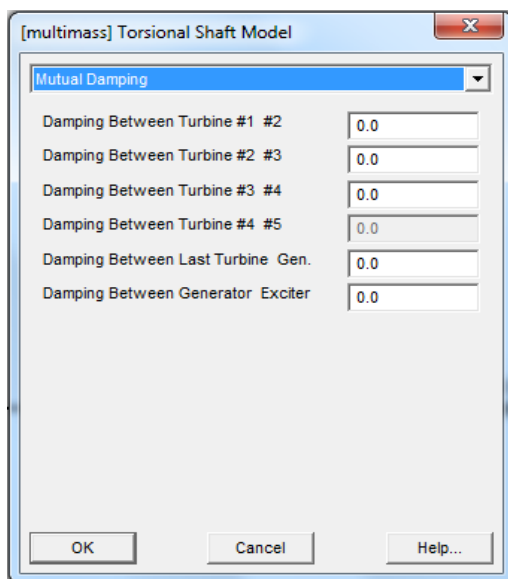 [multimass] Torsional Shaft Model
Mutual Damping
Damping Between Turbine #1 #2 0.0
Damping Between Turbine #2 #3 0.0
Damping Between Turbine #3 #4 0.0
Damping Between Turbine #4 #5 0.0
Damping Between Last Turbine Gen. 0.0
Damping Between Generator Exciter 0.0
OK Cancel Help...